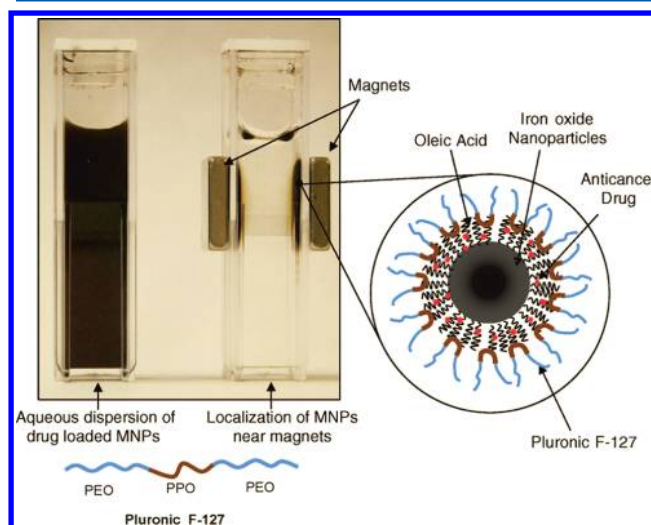 Magnets
Iron oxide
Nanoparticles
Oleic Acid
Anticance
Drug
Aqueous dispersion of
drug loaded MNPs
Localization of MNPs
near magnets
Pluronic F-127
PEO
PPO
PEO
Pluronic F-127